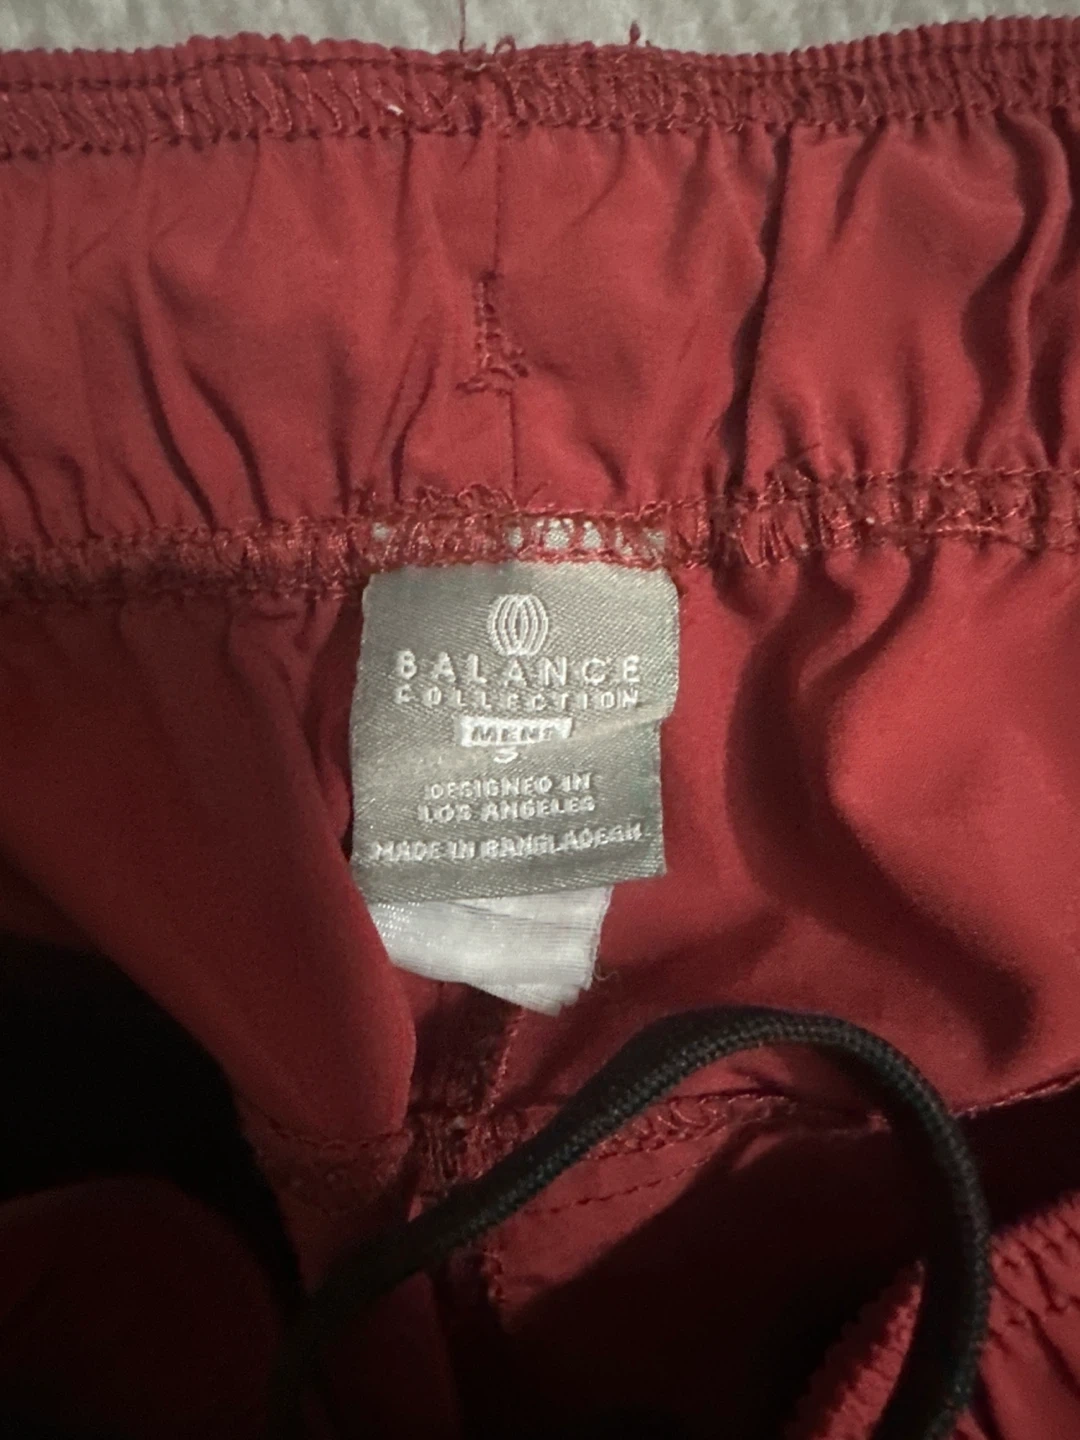 BALANCE
COLLECTION
MENS
S
DESIGNED IN
LOS ANGELES
MADE IN BANGLADESH